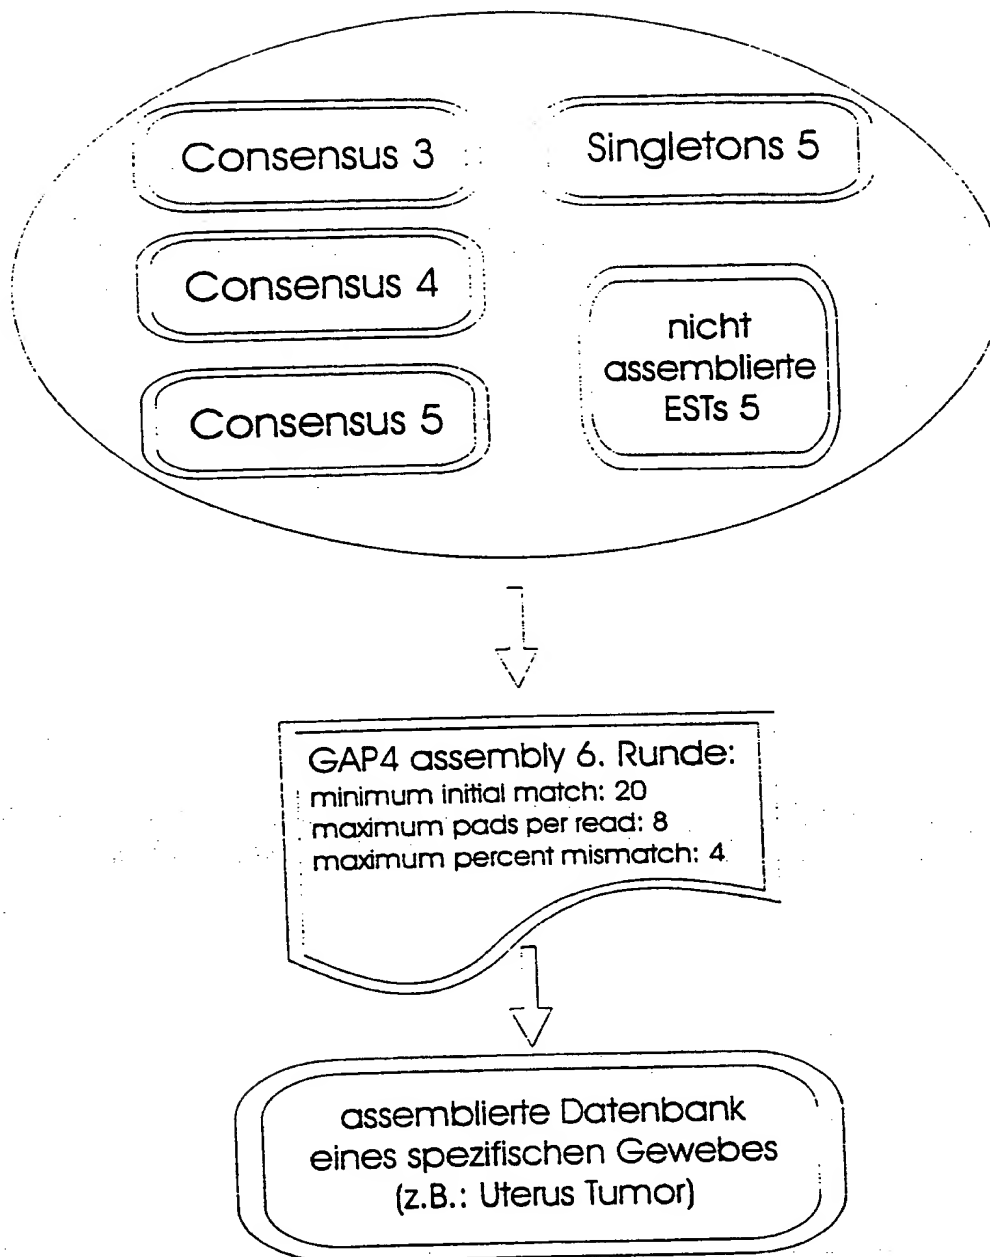 Consensus 3
Singletons 5
Consensus 4
nicht
assemblierte
ESTs 5
Consensus 5
GAP4 assembly 6. Runde:
minimum initial match: 20
maximum pads per read: 8
maximum percent mismatch: 4
assemblierte Datenbank
eines spezifischen Gewebes
(z.B.: Uterus Tumor)